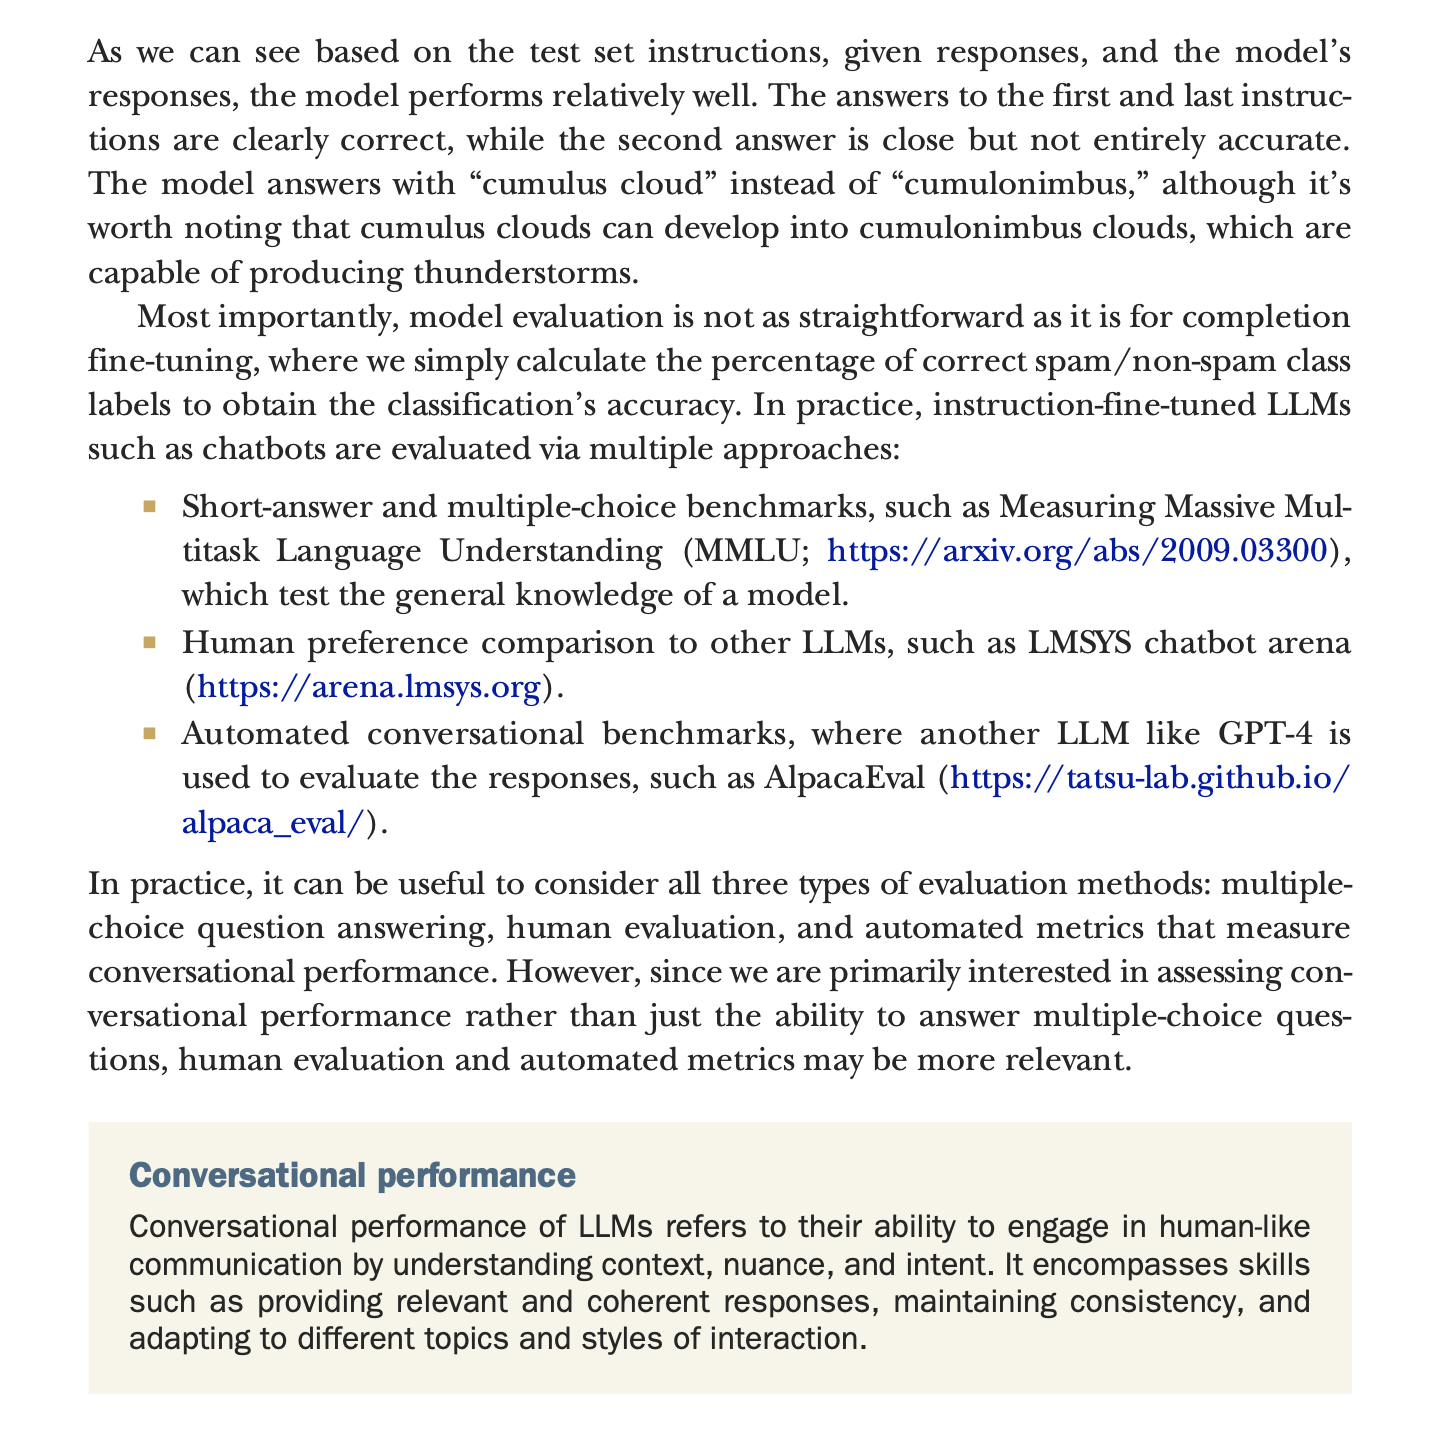 As we can see based on the test set instructions, given responses, and the model’s
responses, the model performs relatively well. The answers to the first and last instruc-
tions are clearly correct, while the second answer is close but not entirely accurate.
The model answers with “cumulus cloud” instead of “cumulonimbus,” although it’s
worth noting that cumulus clouds can develop into cumulonimbus clouds, which are
capable of producing thunderstorms.
Most importantly, model evaluation is not as straightforward as it is for completion
fine-tuning, where we simply calculate the percentage of correct spam/non-spam class
labels to obtain the classification’s accuracy. In practice, instruction-fine-tuned LLMs
such as chatbots are evaluated via multiple approaches:
▪ Short-answer and multiple-choice benchmarks, such as Measuring Massive Mul-
titask Language Understanding (MMLU; https://arxiv.org/abs/2009.03300),
which test the general knowledge of a model.
▪ Human preference comparison to other LLMs, such as LMSYS chatbot arena
(https://arena.lmsys.org).
▪ Automated conversational benchmarks, where another LLM like GPT-4 is
used to evaluate the responses, such as AlpacaEval (https://tatsu-lab.github.io/
alpaca_eval/).
In practice, it can be useful to consider all three types of evaluation methods: multiple-
choice question answering, human evaluation, and automated metrics that measure
conversational performance. However, since we are primarily interested in assessing con-
versational performance rather than just the ability to answer multiple-choice ques-
tions, human evaluation and automated metrics may be more relevant.
Conversational performance
Conversational performance of LLMs refers to their ability to engage in human-like
communication by understanding context, nuance, and intent. It encompasses skills
such as providing relevant and coherent responses, maintaining consistency, and
adapting to different topics and styles of interaction.